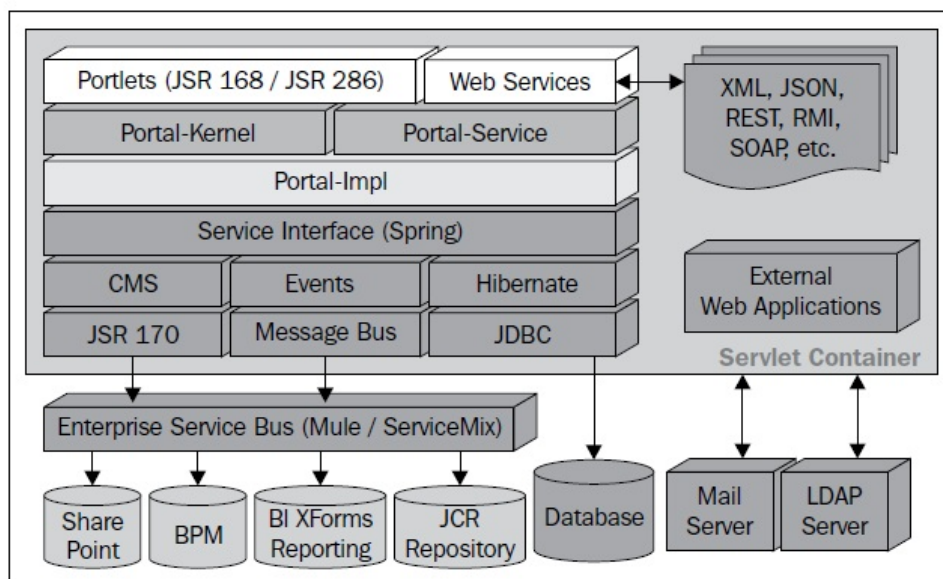 Portlets (JSR 168 / JSR 286)
Web Services
XML, JSON,
REST, RMI,
SOAP, etc.
Portal-Kernel
Portal-Service
Portal-Impl
Service Interface (Spring)
CMS
Events
Hibernate
External
Web Applications
JSR 170
Message Bus
JDBC
Servlet Container
Enterprise Service Bus (Mule / ServiceMix)
Share
Point
BPM
BI XForms
Reporting
JCR
Repository
Database
Mail
Server
LDAP
Server